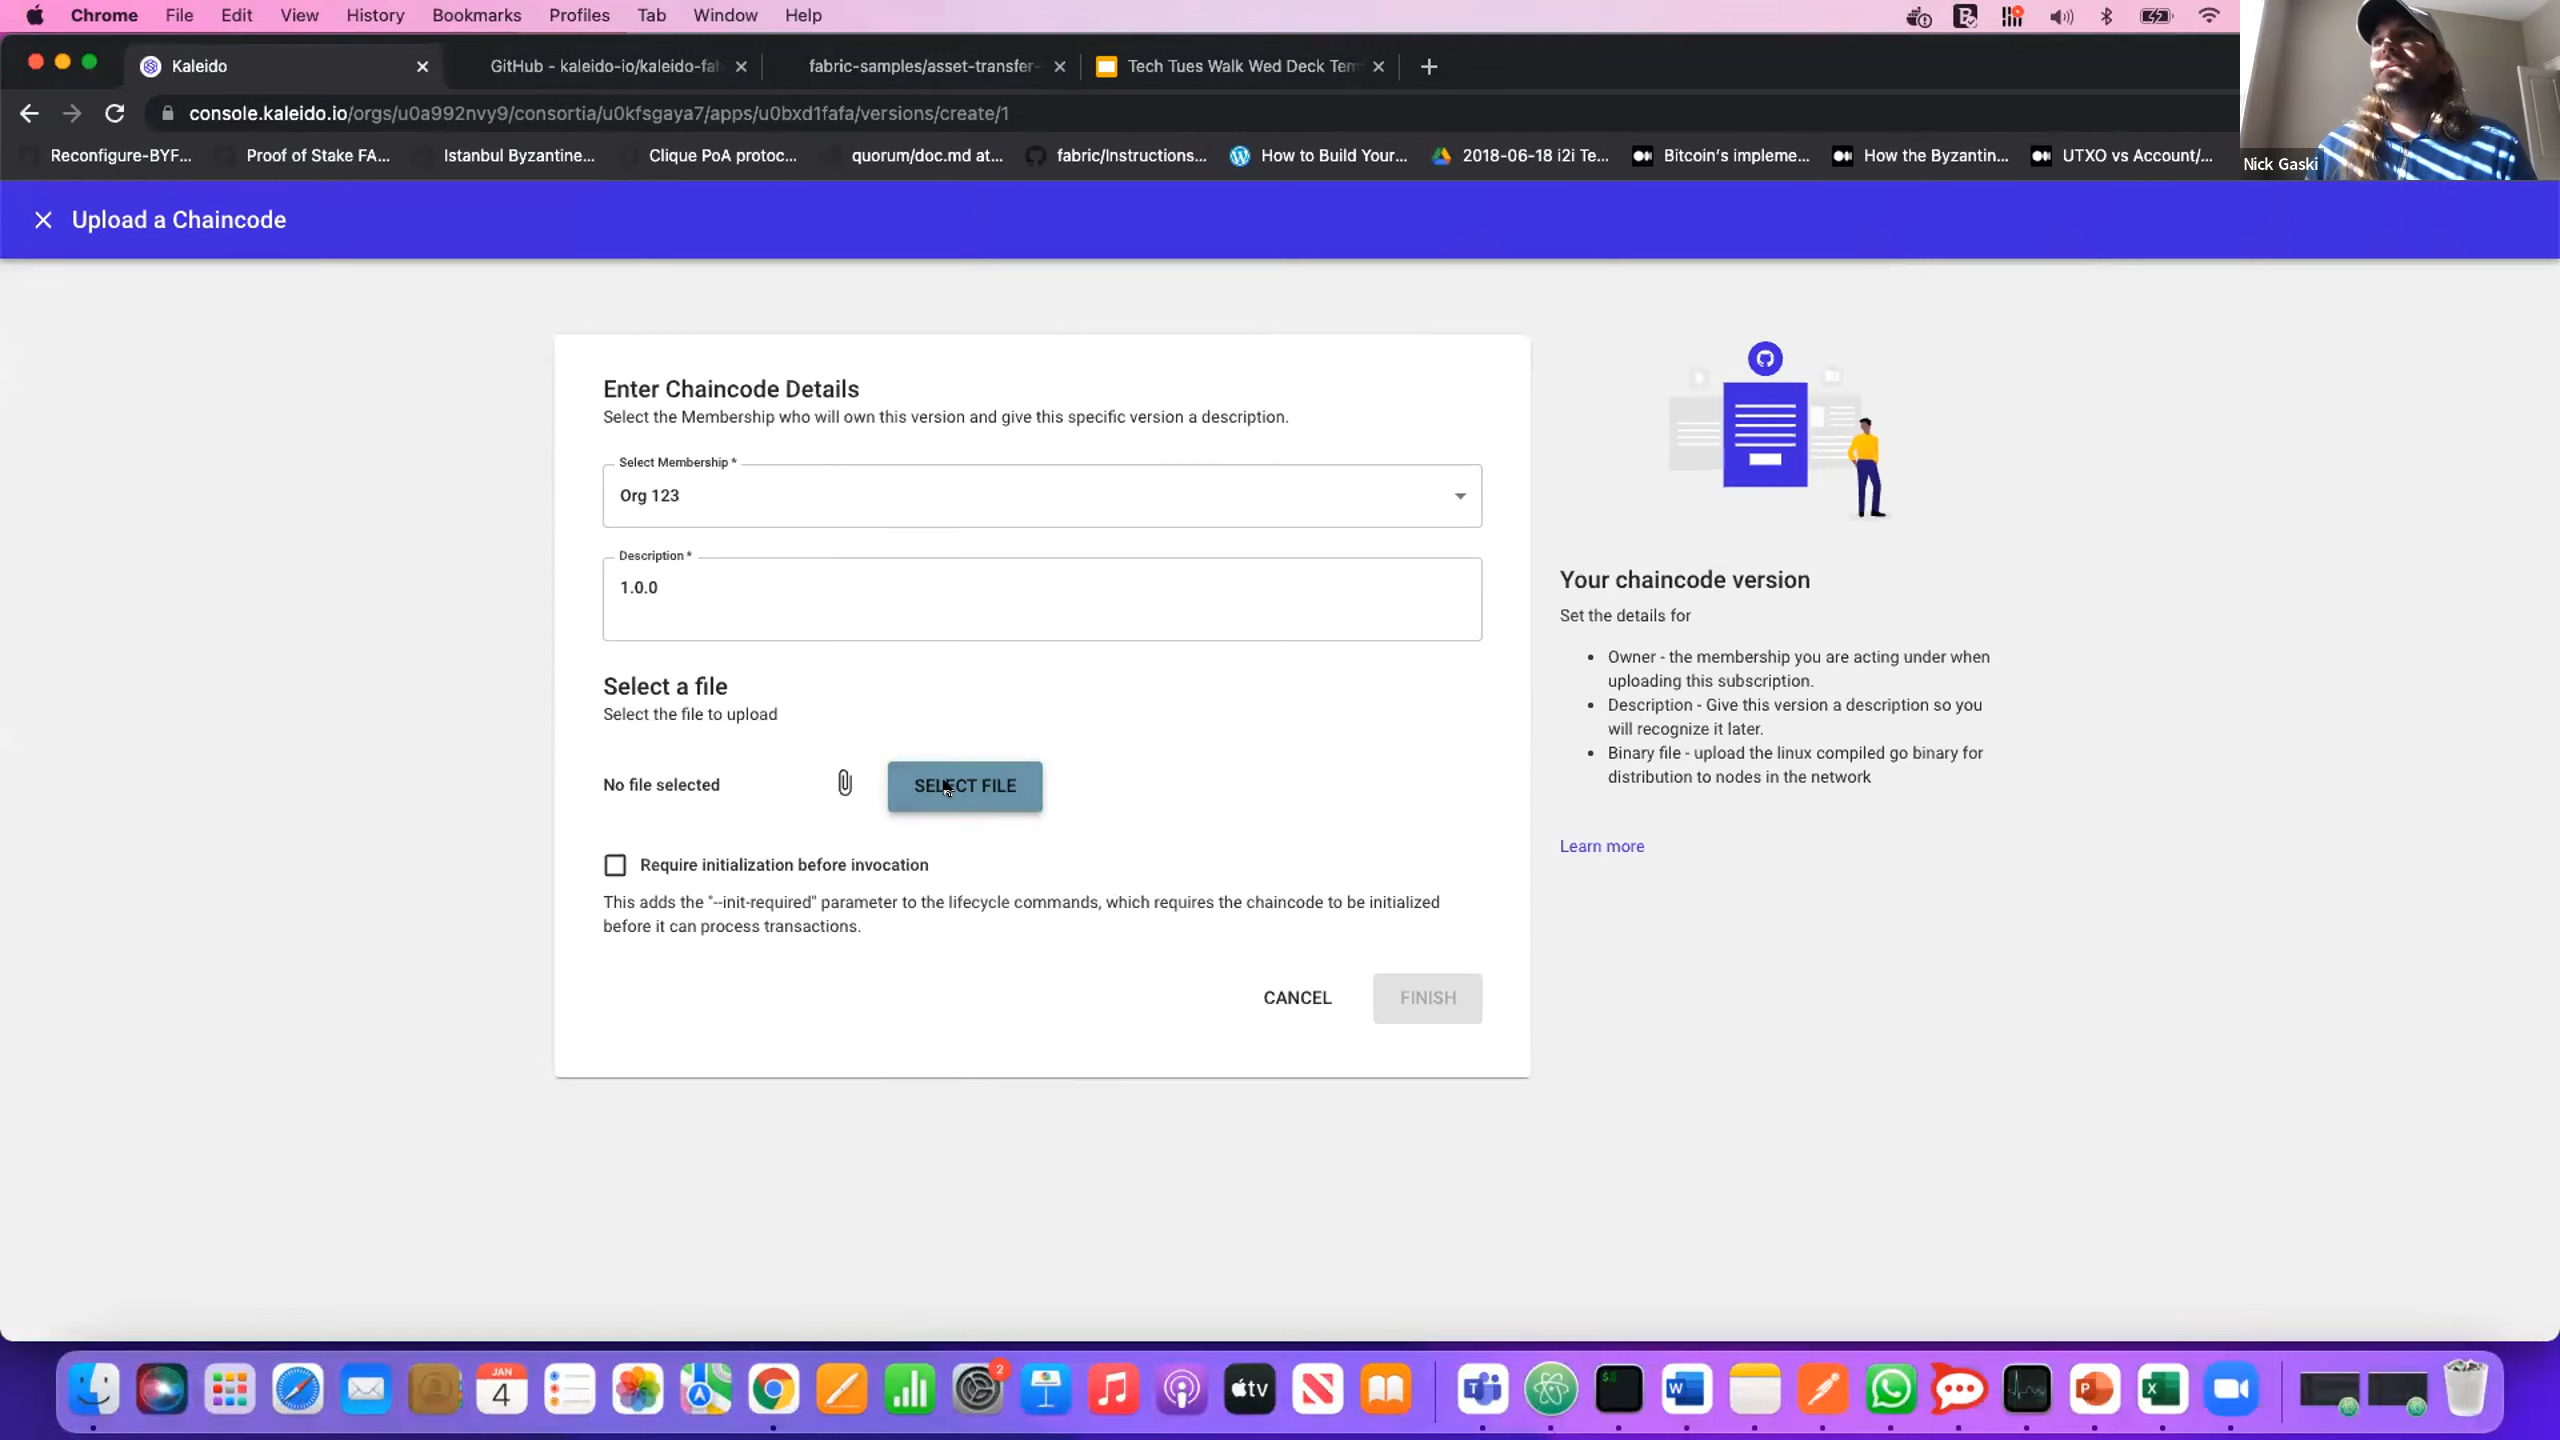 Chrome File Edit View History Bookmarks Profiles Tab Window Help
Kaleido
GitHub - kaleido-io/kaleido-fa
fabric-samples/asset-transfer-
Tech Tues Walk Wed Deck Tem
console.kaleido.io/orgs/u0a992nvy9/consortia/u0kfsgaya7/apps/u0bxd1fafa/versions/create/1
Reconfigure-BYF... Proof of Stake FA... Istanbul Byzantine... Clique PoA protoc... quorum/doc.md at... fabric/Instructions... How to Build Your... 2018-06-18 i2i Te... Bitcoin's impleme... How the Byzantin... UTXO vs Account/...
Nick Gaski
Upload a Chaincode
Enter Chaincode Details
Select the Membership who will own this version and give this specific version a description.
Select Membership *
Org 123
Description *
1.0.0
Select a file
Select the file to upload
No file selected
SELECT FILE
Require initialization before invocation
This adds the "--init-required" parameter to the lifecycle commands, which requires the chaincode to be initialized
before it can process transactions.
CANCEL
FINISH
Your chaincode version
Set the details for
• Owner - the membership you are acting under when
uploading this subscription.
• Description - Give this version a description so you
will recognize it later.
• Binary file - upload the linux compiled go binary for
distribution to nodes in the network
Learn more
JAN
4
2
tv